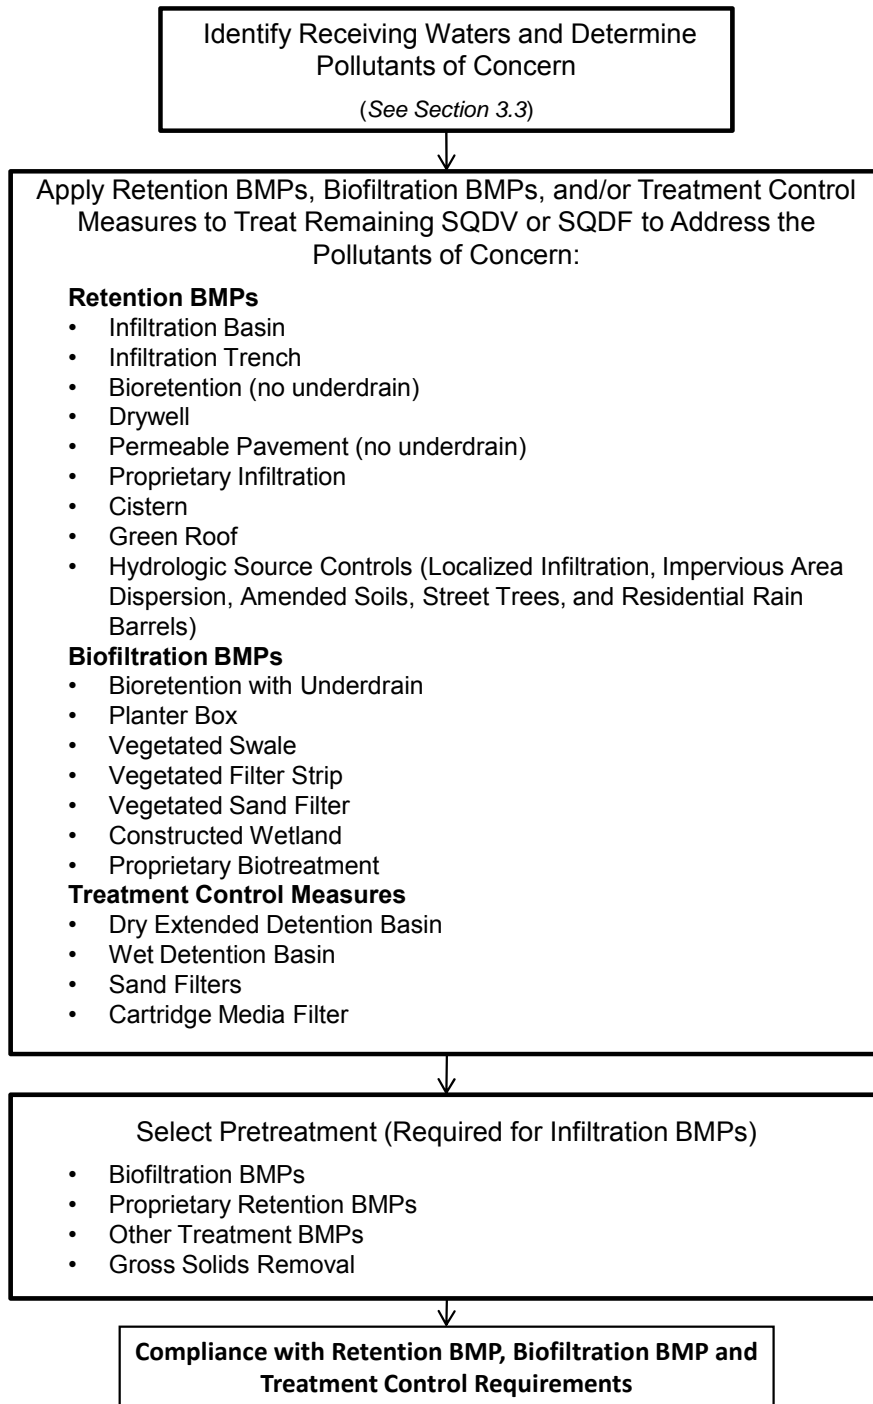 Identify Receiving Waters and Determine
Pollutants of Concern
(See Section 3.3)
Apply Retention BMPs, Biofiltration BMPs, and/or Treatment Control
Measures to Treat Remaining SQDV or SQDF to Address the
Pollutants of Concern:
Retention BMPs
• Infiltration Basin
• Infiltration Trench
• Bioretention (no underdrain)
• Drywell
• Permeable Pavement (no underdrain)
• Proprietary Infiltration
• Cistern
• Green Roof
• Hydrologic Source Controls (Localized Infiltration, Impervious Area
Dispersion, Amended Soils, Street Trees, and Residential Rain
Barrels)
Biofiltration BMPs
• Bioretention with Underdrain
• Planter Box
• Vegetated Swale
• Vegetated Filter Strip
• Vegetated Sand Filter
• Constructed Wetland
• Proprietary Biotreatment
Treatment Control Measures
• Dry Extended Detention Basin
• Wet Detention Basin
• Sand Filters
• Cartridge Media Filter
Select Pretreatment (Required for Infiltration BMPs)
• Biofiltration BMPs
• Proprietary Retention BMPs
• Other Treatment BMPs
• Gross Solids Removal
Compliance with Retention BMP, Biofiltration BMP and
Treatment Control Requirements